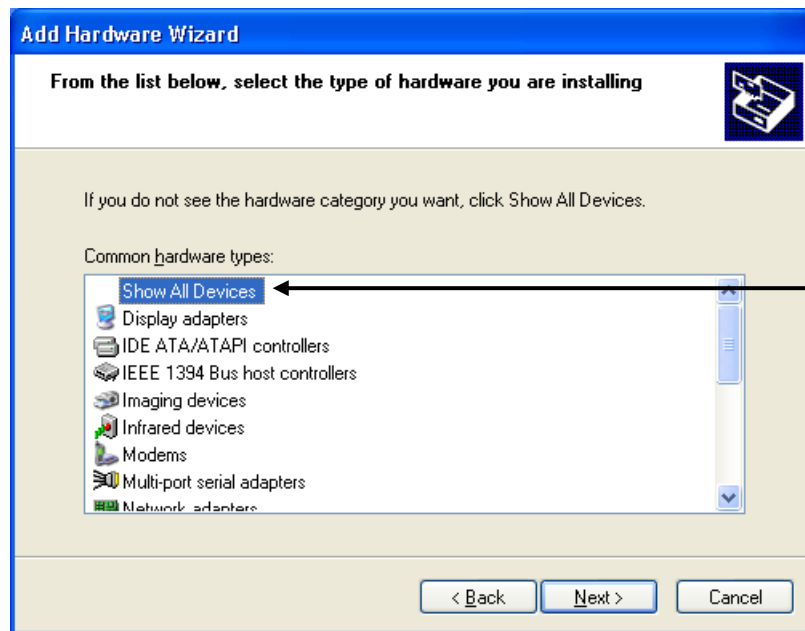 Add Hardware Wizard
From the list below, select the type of hardware you are installing
If you do not see the hardware category you want, click Show All Devices.
Common hardware types:
Show All Devices
Display adapters
IDE ATA/ATAPI controllers
IEEE 1394 Bus host controllers
Imaging devices
Infrared devices
Modems
Multi-port serial adapters
Network adapters
< Back Next > Cancel